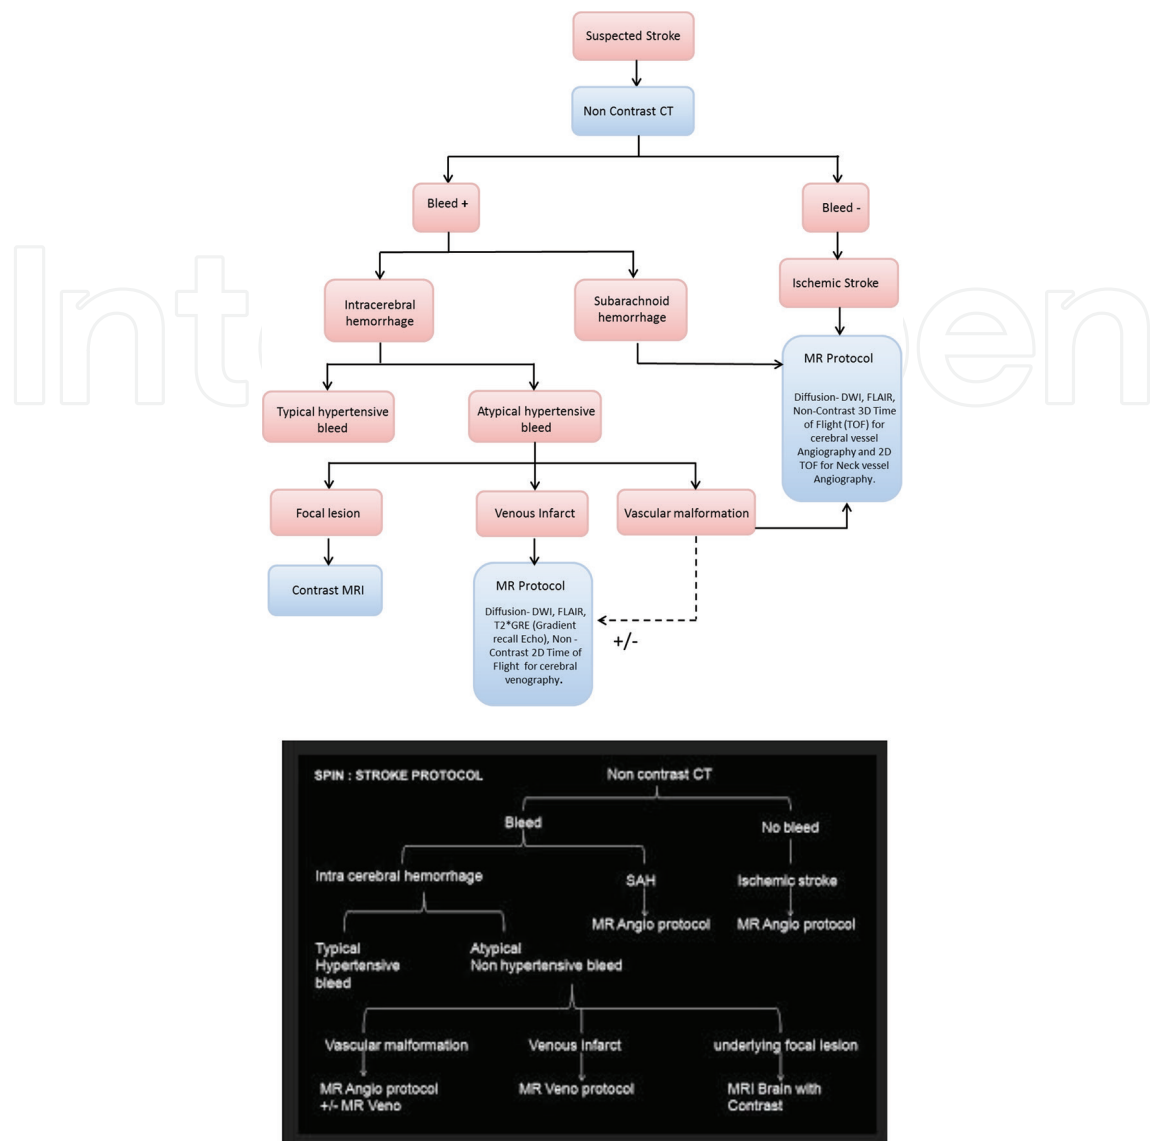 Suspected Stroke
Non Contrast CT
Bleed +
Bleed -
Intracerebral
hemorrhage
Subarachnoid
hemorrhage
Ischemic Stroke
Typical hypertensive
bleed
Atypical hypertensive
bleed
MR Protocol
Diffusion- DWI, FLAIR,
Non-Contrast 3D Time
of Flight (TOF) for
cerebral vessel
Angiography and 2D
TOF for Neck vessel
Angiography.
Focal lesion
Venous Infarct
Vascular malformation
Contrast MRI
MR Protocol
Diffusion- DWI, FLAIR,
T2*GRE (Gradient
recall Echo), Non -
Contrast 2D Time of
Flight for cerebral
venography.
+/-
SPIN : STROKE PROTOCOL
Non contrast CT
Bleed
No bleed
Intra cerebral hemorrhage
SAH
Ischemic stroke
MR Angio protocol
MR Angio protocol
Typical
Hypertensive
bleed
Atypical
Non hypertensive bleed
Vascular malformation
Venous infarct
underlying focal lesion
MR Angio protocol
+/- MR Veno
MR Veno protocol
MRI Brain with
Contrast